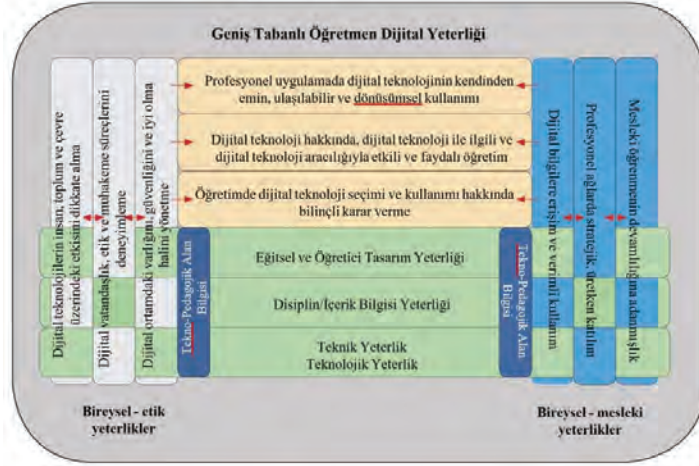 Geniş Tabanlı Öğretmen Dijital Yeterliği
Dijital teknolojilerin insan, toplum ve çevre
üzerindeki etkisini dikkate alma
Dijital vatandaşlık, etik ve muhakeme süreçlerini
deneyimleme
Dijital ortamdaki varlığını, güvenliğini ve iyi olma
halini yönetme
Profesyonel uygulamada dijital teknolojinin kendinden
emin, ulaşılabilir ve dönüşümsel kullanımı
Dijital teknoloji hakkında, dijital teknoloji ile ilgili ve
dijital teknoloji aracılığıyla etkili ve faydalı öğretim
Öğretimde dijital teknoloji seçimi ve kullanımı hakkında
bilinçli karar verme
Tekno-Pedagojik Alan
Bilgisi
Eğitsel ve Öğretici Tasarım Yeterliği
Disiplin/İçerik Bilgisi Yeterliği
Teknik Yeterlik
Teknolojik Yeterlik
Tekno-Pedagojik Alan
Bilgisi
Dijital bilgilere erişim ve verimli kullanım
Profesyonel ağlarda stratejik, üretken katılım
Mesleki öğrenmenin devamlılığına adanmışlık
Bireysel - etik
yeterlikler
Bireysel - mesleki
yeterlikler